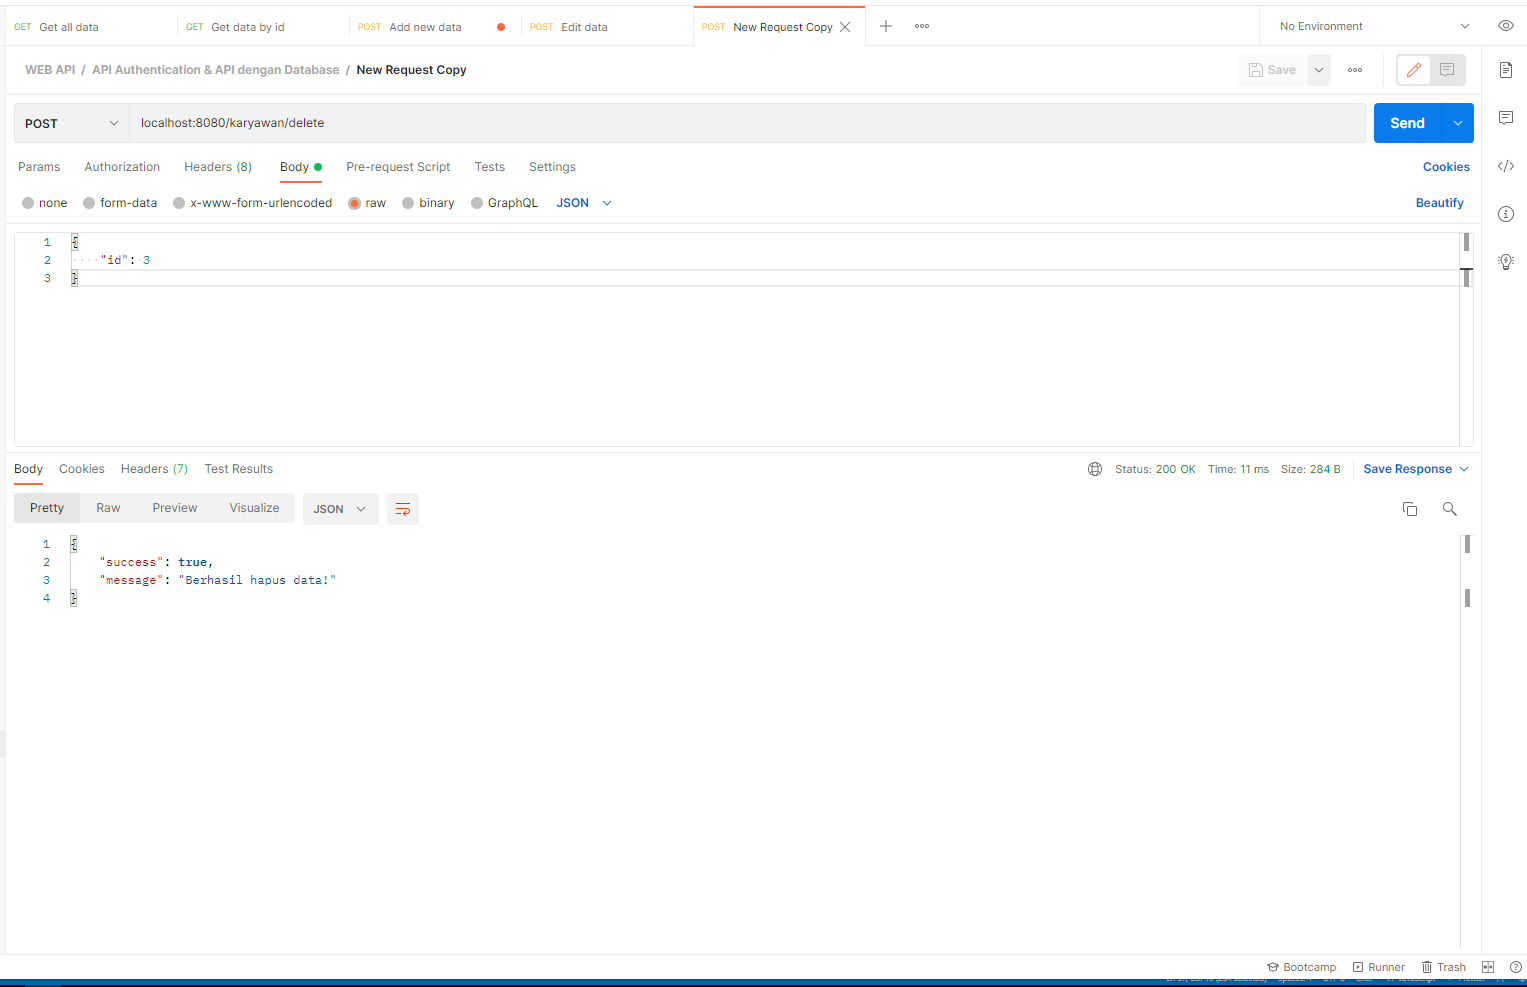 GET Get all data GET Get data by id POST Add new data POST Edit data POST New Request Copy No Environment
WEB API / API Authentication & API dengan Database / New Request Copy Save
POST localhost:8080/karyawan/delete Send
Params Authorization Headers (8) Body Pre-request Script Tests Settings Cookies
none form-data x-www-form-urlencoded raw binary GraphQL JSON Beautify
1 {
2 "id": 3
3 }
Body Cookies Headers (7) Test Results Status: 200 OK Time: 11 ms Size: 284 B Save Response
Pretty Raw Preview Visualize JSON
1 {
2 "success": true,
3 "message": "Berhasil hapus data!"
4 }
Bootcamp Runner Trash